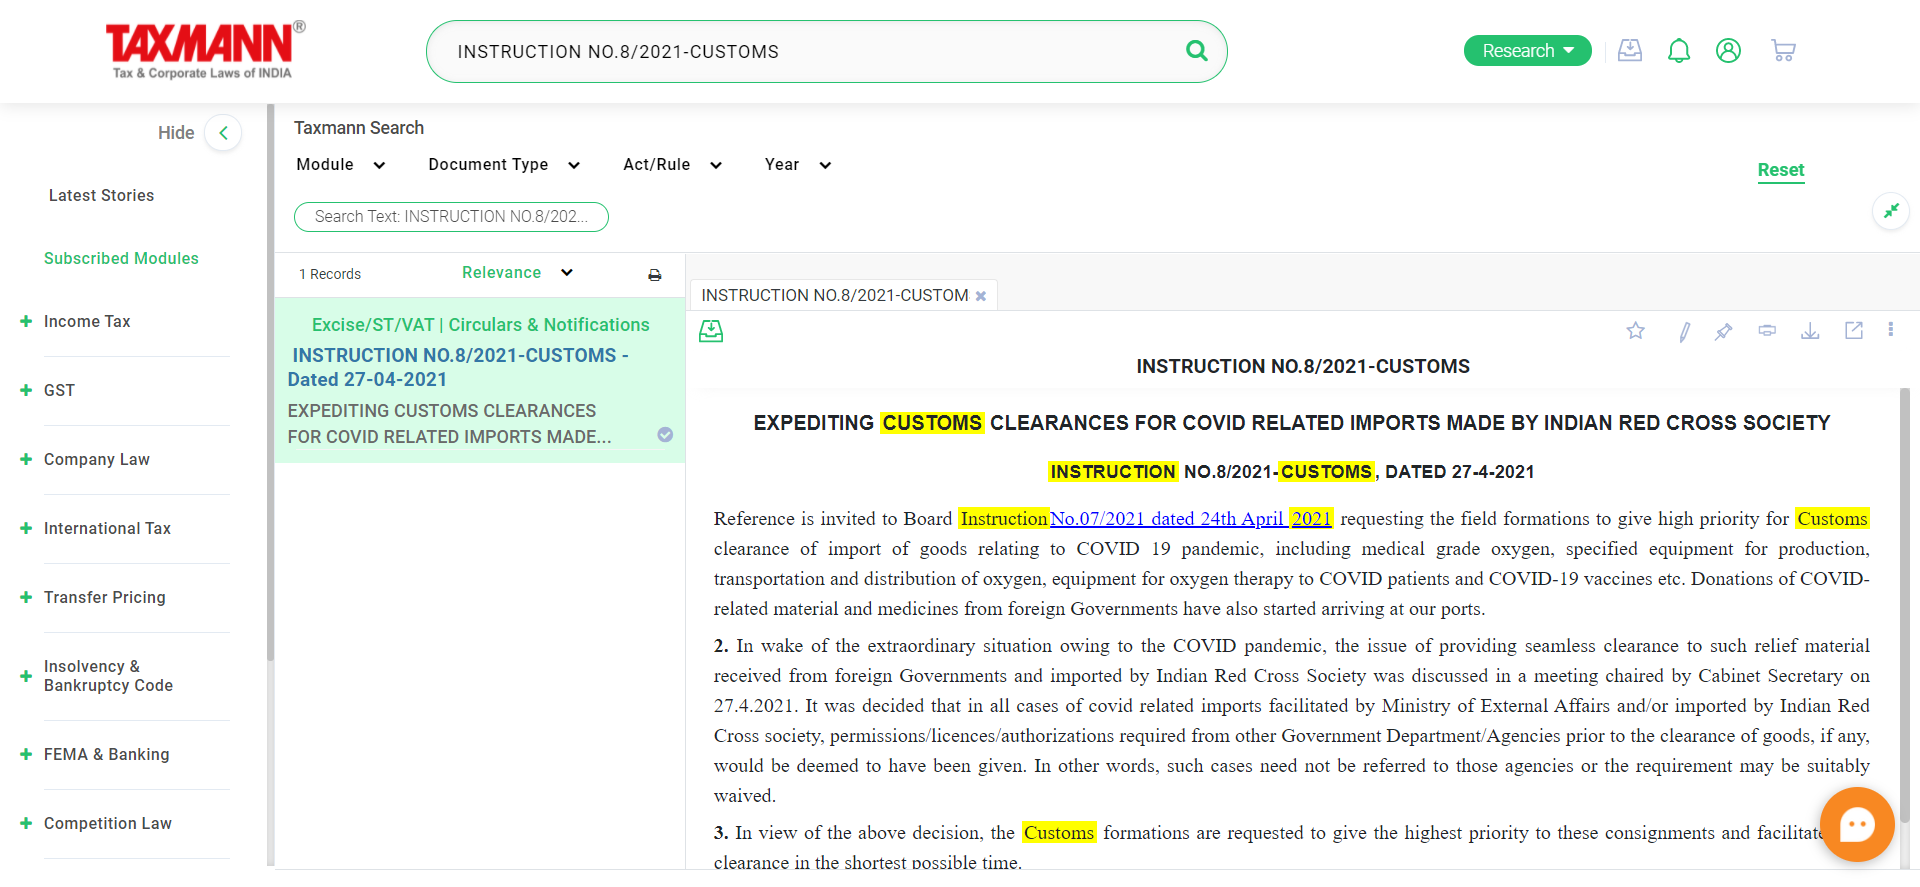 TAXMANN®
Tax & Corporate Laws of INDIA
INSTRUCTION NO.8/2021-CUSTOMS
Research
Hide
Latest Stories
Subscribed Modules
Income Tax
GST
Company Law
International Tax
Transfer Pricing
Insolvency &
Bankruptcy Code
FEMA & Banking
Competition Law
Taxmann Search
Module
Document Type
Act/Rule
Year
Reset
Search Text: INSTRUCTION NO.8/202...
1 Records
Relevance
Excise/ST/VAT | Circulars & Notifications
INSTRUCTION NO.8/2021-CUSTOMS -
Dated 27-04-2021
EXPEDITING CUSTOMS CLEARANCES
FOR COVID RELATED IMPORTS MADE...
INSTRUCTION NO.8/2021-CUSTOM
INSTRUCTION NO.8/2021-CUSTOMS
EXPEDITING CUSTOMS CLEARANCES FOR COVID RELATED IMPORTS MADE BY INDIAN RED CROSS SOCIETY
INSTRUCTION NO.8/2021-CUSTOMS, DATED 27-4-2021
Reference is invited to Board Instruction No.07/2021 dated 24th April 2021 requesting the field formations to give high priority for Customs
clearance of import of goods relating to COVID 19 pandemic, including medical grade oxygen, specified equipment for production,
transportation and distribution of oxygen, equipment for oxygen therapy to COVID patients and COVID-19 vaccines etc. Donations of COVID-
related material and medicines from foreign Governments have also started arriving at our ports.
2. In wake of the extraordinary situation owing to the COVID pandemic, the issue of providing seamless clearance to such relief material
received from foreign Governments and imported by Indian Red Cross Society was discussed in a meeting chaired by Cabinet Secretary on
27.4.2021. It was decided that in all cases of covid related imports facilitated by Ministry of External Affairs and/or imported by Indian Red
Cross society, permissions/licences/authorizations required from other Government Department/Agencies prior to the clearance of goods, if any,
would be deemed to have been given. In other words, such cases need not be referred to those agencies or the requirement may be suitably
waived.
3. In view of the above decision, the Customs formations are requested to give the highest priority to these consignments and facilitate
clearance in the shortest possible time.